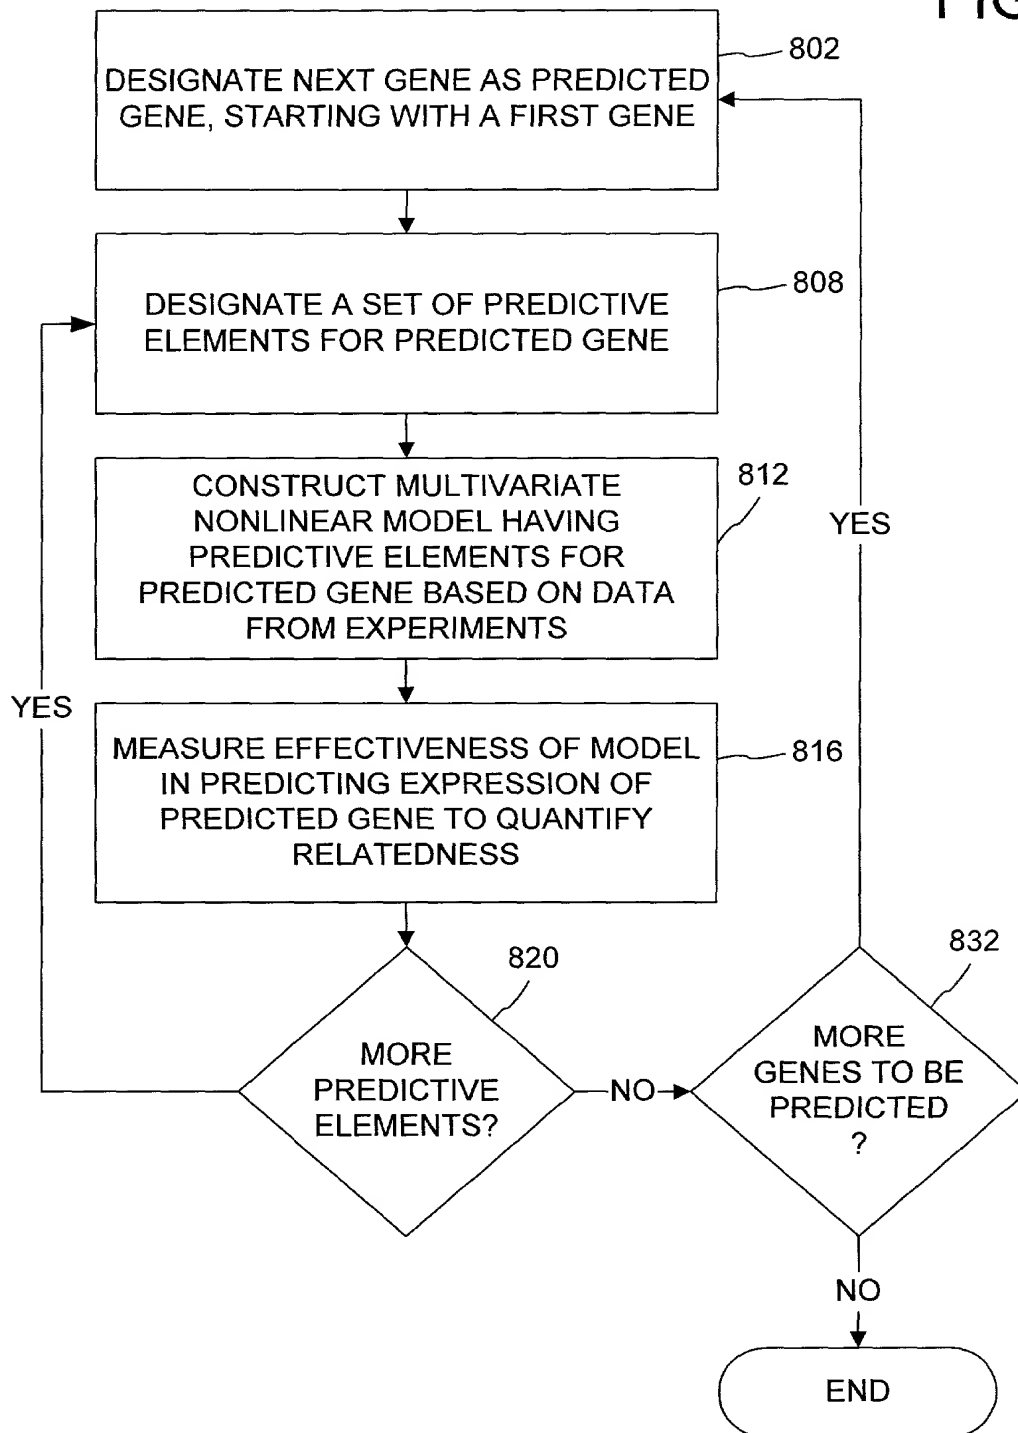 FIG
802
DESIGNATE NEXT GENE AS PREDICTED
GENE, STARTING WITH A FIRST GENE
808
DESIGNATE A SET OF PREDICTIVE
ELEMENTS FOR PREDICTED GENE
812
CONSTRUCT MULTIVARIATE
NONLINEAR MODEL HAVING
PREDICTIVE ELEMENTS FOR
PREDICTED GENE BASED ON DATA
FROM EXPERIMENTS
YES
YES
816
MEASURE EFFECTIVENESS OF MODEL
IN PREDICTING EXPRESSION OF
PREDICTED GENE TO QUANTIFY
RELATEDNESS
820
MORE
PREDICTIVE
ELEMENTS?
NO
832
MORE
GENES TO BE
PREDICTED
?
NO
END